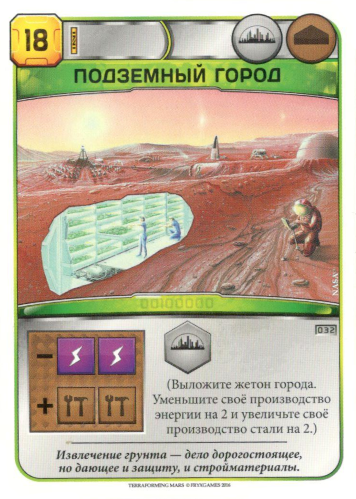 18
ПОДЗЕМНЫЙ ГОРОД
NASA
032
(Выложите жетон города.
Уменьшите своё производство
энергии на 2 и увеличьте своё
производство стали на 2.)
Извлечение грунта — дело дорогостоящее,
но дающее и защиту, и стройматериалы.
TERRAFORMING MARS © FRYXGAMES 2016